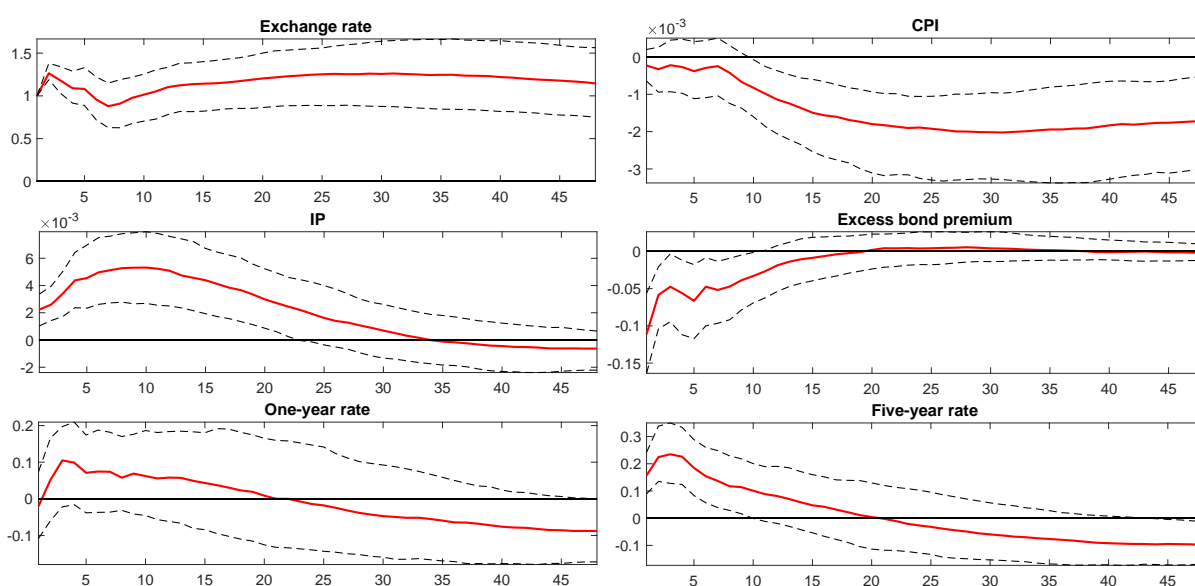 Exchange rate
1.5
1
0.5
0
5 10 15 20 25 30 35 40 45
×10⁻³
CPI
0
-1
-2
-3
5 10 15 20 25 30 35 40 45
×10⁻³
IP
6
4
2
0
-2
5 10 15 20 25 30 35 40 45
Excess bond premium
0
-0.05
-0.1
-0.15
5 10 15 20 25 30 35 40 45
One-year rate
0.2
0.1
0
-0.1
5 10 15 20 25 30 35 40 45
Five-year rate
0.3
0.2
0.1
0
-0.1
5 10 15 20 25 30 35 40 45